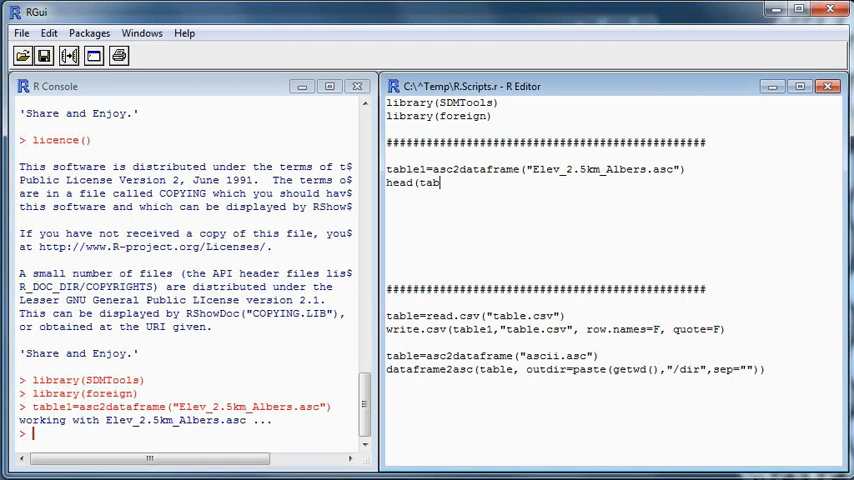 RGui
File Edit Packages Windows Help
R Console
'Share and Enjoy.'
> licence()
This software is distributed under the terms of t$
Public License Version 2, June 1991. The terms o$
are in a file called COPYING which you should hav$
this software and which can be displayed by RShow$
If you have not received a copy of this file, you$
at http://www.R-project.org/Licenses/.
A small number of files (the API header files lis$
R_DOC_DIR/COPYRIGHTS) are distributed under the
Lesser GNU General Public LIcense version 2.1.
This can be displayed by RShowDoc("COPYING.LIB"),
or obtained at the URI given.
'Share and Enjoy.'
> library(SDMTools)
> library(foreign)
> table1=asc2dataframe("Elev_2.5km_Albers.asc")
working with Elev_2.5km_Albers.asc ...
>
C:\^Temp\R.Scripts.r - R Editor
library(SDMTools)
library(foreign)
################################################
table1=asc2dataframe("Elev_2.5km_Albers.asc")
head(tab
################################################
table=read.csv("table.csv")
write.csv(table1,"table.csv", row.names=F, quote=F)
table=asc2dataframe("ascii.asc")
dataframe2asc(table, outdir=paste(getwd(),"/dir",sep=""))